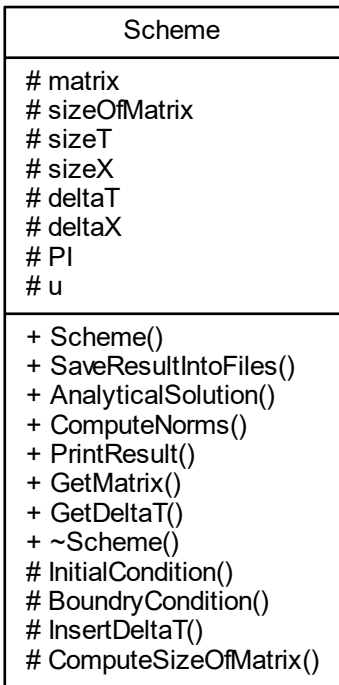 Scheme
# matrix
# sizeOfMatrix
# sizeT
# sizeX
# deltaT
# deltaX
# PI
# u
+ Scheme()
+ SaveResultIntoFiles()
+ AnalyticalSolution()
+ ComputeNorms()
+ PrintResult()
+ GetMatrix()
+ GetDeltaT()
+ ~Scheme()
# InitialCondition()
# BoundryCondition()
# InsertDeltaT()
# ComputeSizeOfMatrix()